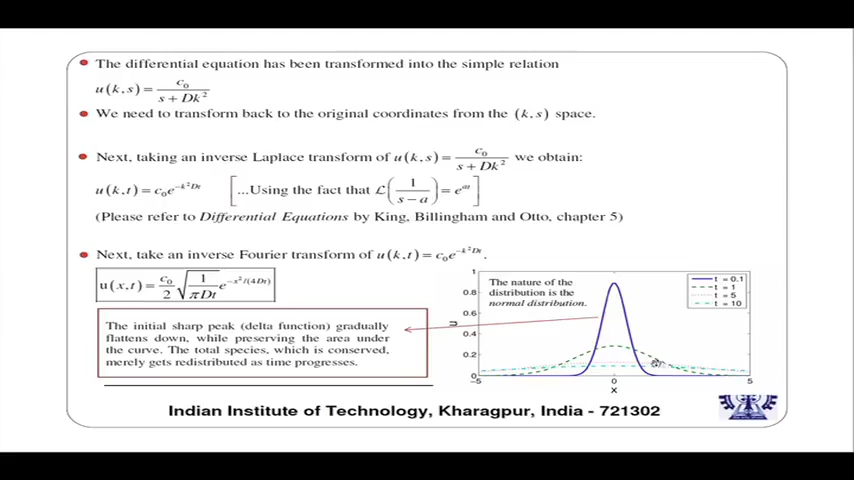 • The differential equation has been transformed into the simple relation
u(k,s) = c₀ / (s + Dk²)
• We need to transform back to the original coordinates from the (k,s) space.
• Next, taking an inverse Laplace transform of u(k,s) = c₀ / (s + Dk²) we obtain:
u(k,t) = c₀e^(−k²Dt) [...Using the fact that ℒ(1/(s−a)) = e^(at)]
(Please refer to Differential Equations by King, Billingham and Otto, chapter 5)
• Next, take an inverse Fourier transform of u(k,t) = c₀e^(−k²Dt).
u(x,t) = (c₀/2) √(1/(πDt)) e^(−x²/(4Dt))
The initial sharp peak (delta function) gradually
flattens down, while preserving the area under
the curve. The total species, which is conserved,
merely gets redistributed as time progresses.
The nature of the
distribution is the
normal distribution.
t = 0.1
t = 1
t = 5
t = 10
1
0.8
0.6
0.4
0.2
0
u
−5
0
5
x
Indian Institute of Technology, Kharagpur, India - 721302